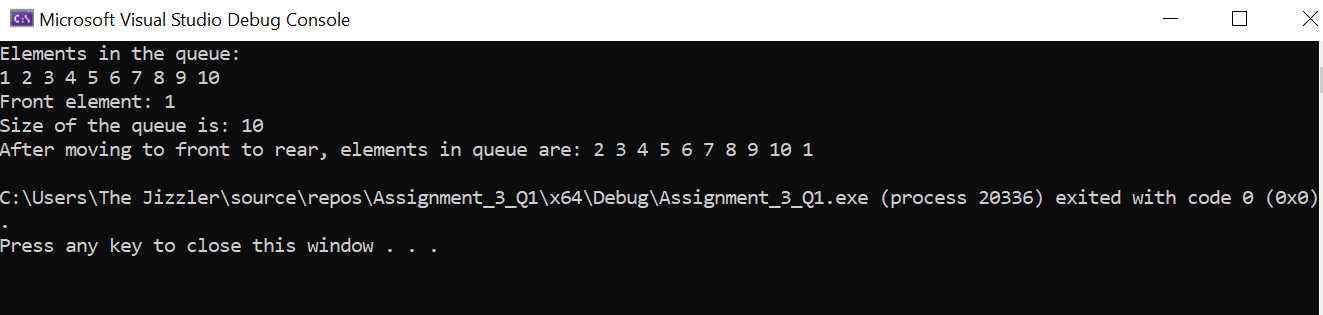 Microsoft Visual Studio Debug Console
Elements in the queue:
1 2 3 4 5 6 7 8 9 10
Front element: 1
Size of the queue is: 10
After moving to front to rear, elements in queue are: 2 3 4 5 6 7 8 9 10 1
C:\Users\The Jizzler\source\repos\Assignment_3_Q1\x64\Debug\Assignment_3_Q1.exe (process 20336) exited with code 0 (0x0)
.
Press any key to close this window . . .